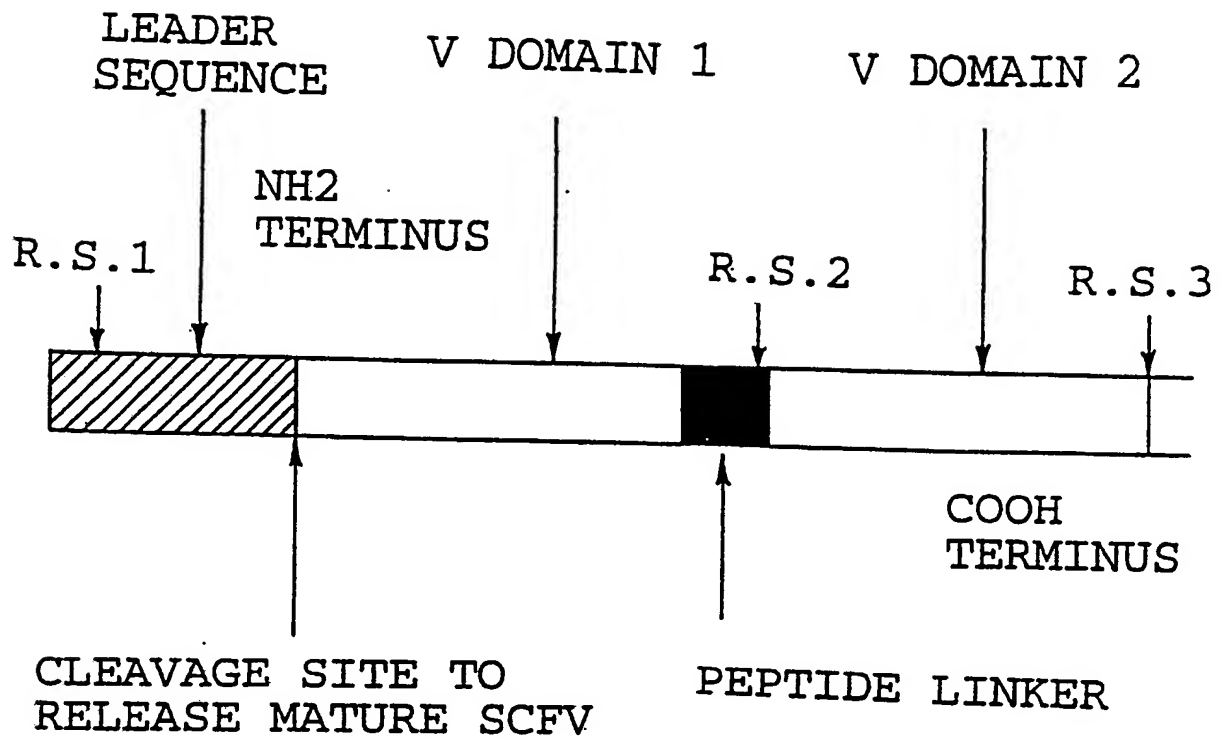 LEADER
SEQUENCE
V DOMAIN 1
V DOMAIN 2
NH2
TERMINUS
R.S.1
R.S.2
R.S.3
COOH
TERMINUS
CLEAVAGE SITE TO
RELEASE MATURE SCFV
PEPTIDE LINKER